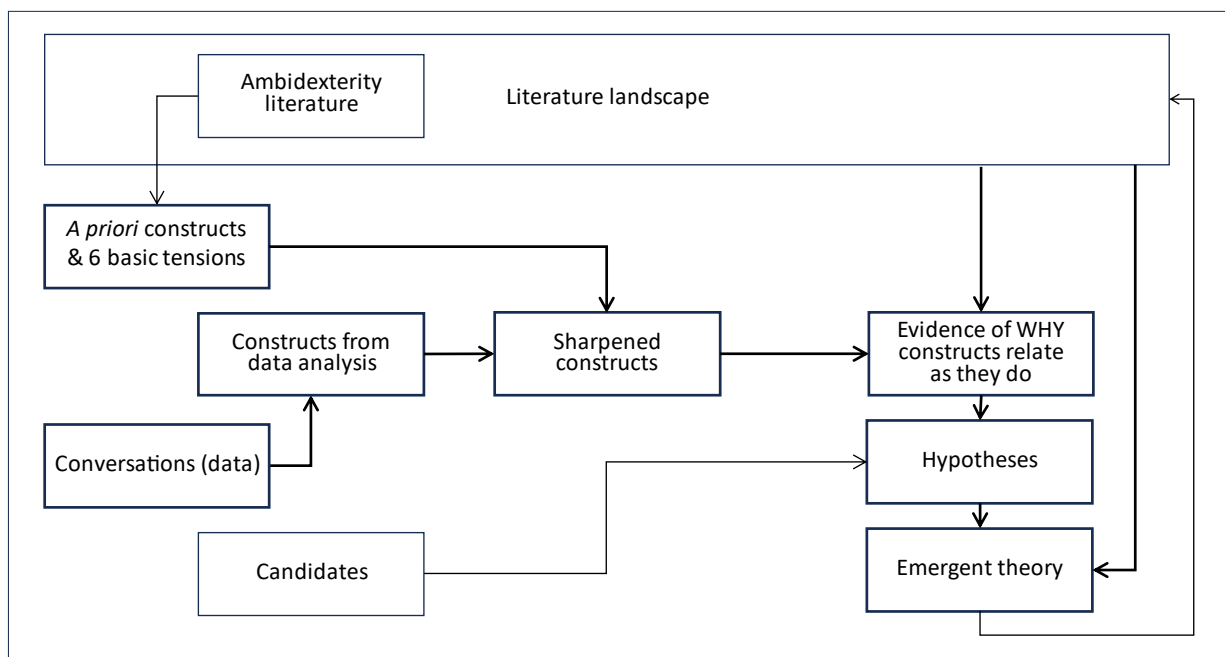 Ambidexterity
literature
Literature landscape
A priori constructs
& 6 basic tensions
Constructs from
data analysis
Sharpened
constructs
Evidence of WHY
constructs relate
as they do
Conversations (data)
Hypotheses
Candidates
Emergent theory